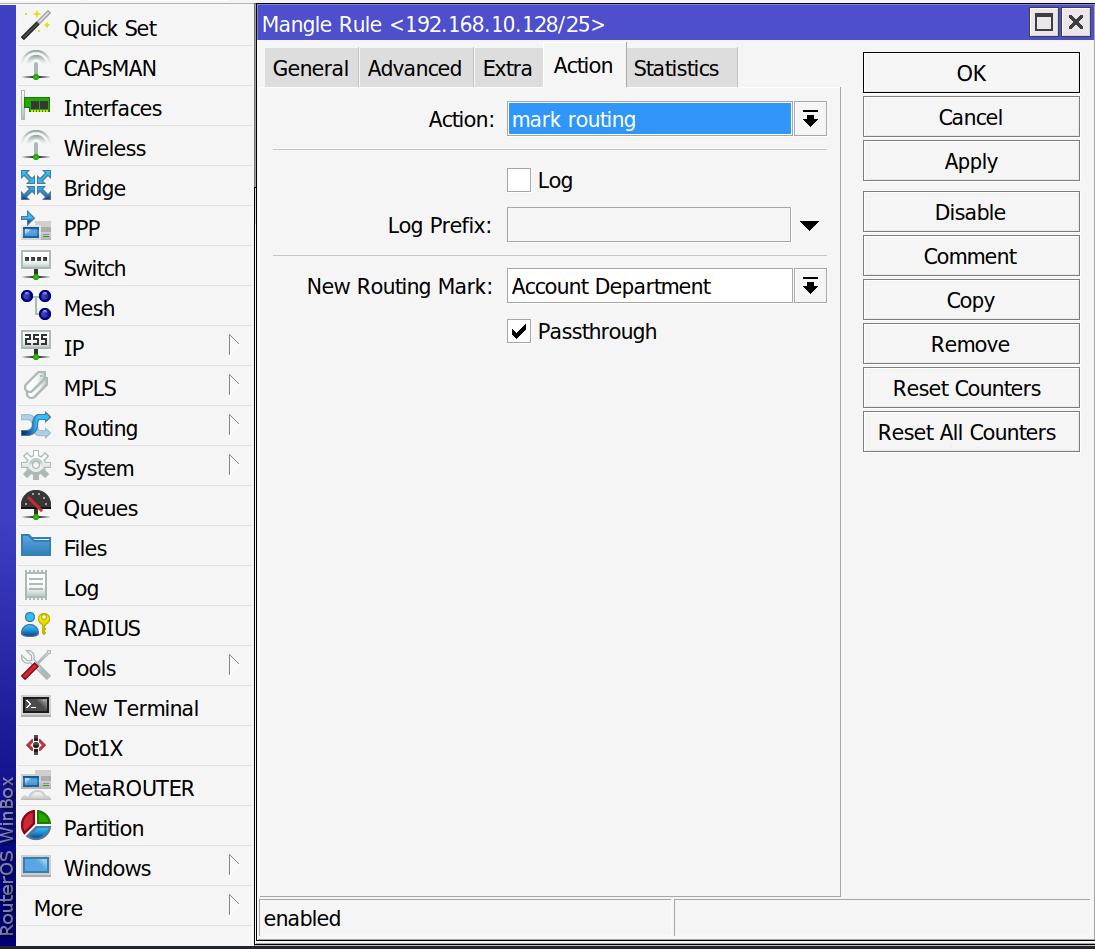 Mangle Rule <192.168.10.128/25>
Quick Set
CAPsMAN
Interfaces
Wireless
Bridge
PPP
Switch
Mesh
255
IP
MPLS
Routing
System
Queues
Files
Log
RADIUS
Tools
New Terminal
Dot1X
MetaROUTER
Partition
Windows
More
RouterOS WinBox
General Advanced Extra Action Statistics
Action: mark routing
Log
Log Prefix:
New Routing Mark: Account Department
Passthrough
OK
Cancel
Apply
Disable
Comment
Copy
Remove
Reset Counters
Reset All Counters
enabled